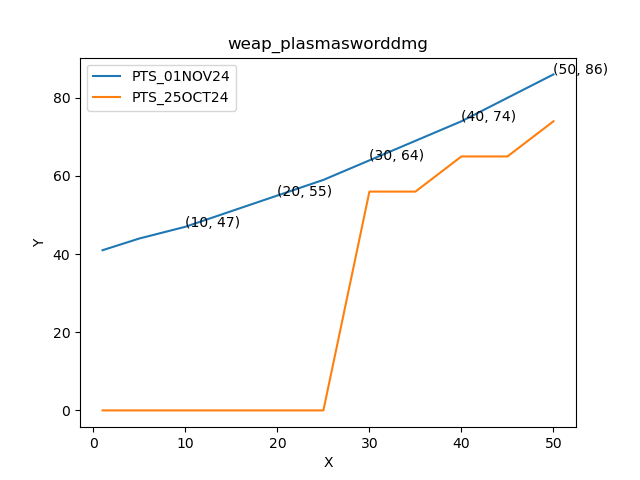 weap_plasmasworddmg
PTS_01NOV24
PTS_25OCT24
(50, 86)
(40, 74)
(30, 64)
(20, 55)
(10, 47)
Y
80
60
40
20
0
0 10 20 30 40 50
X